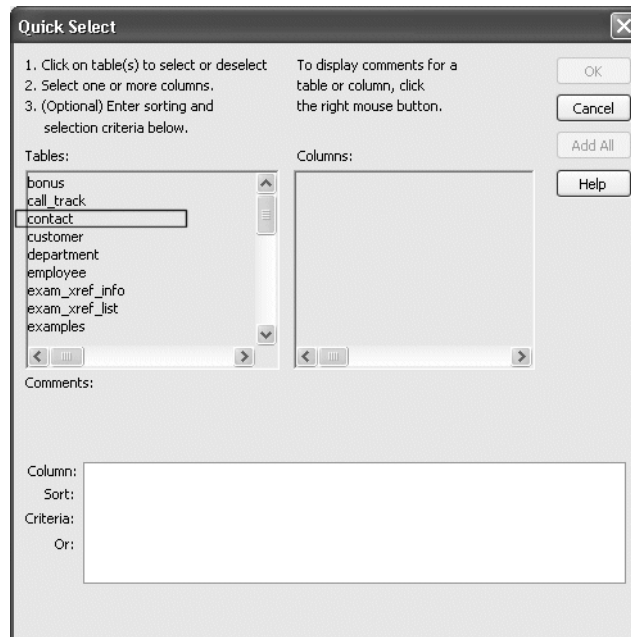 Quick Select
1. Click on table(s) to select or deselect
2. Select one or more columns.
3. (Optional) Enter sorting and
selection criteria below.
To display comments for a
table or column, click
the right mouse button.
OK
Cancel
Add All
Help
Tables:
bonus
call_track
contact
customer
department
employee
exam_xref_info
exam_xref_list
examples
Columns:
Comments:
Column:
Sort:
Criteria:
Or: